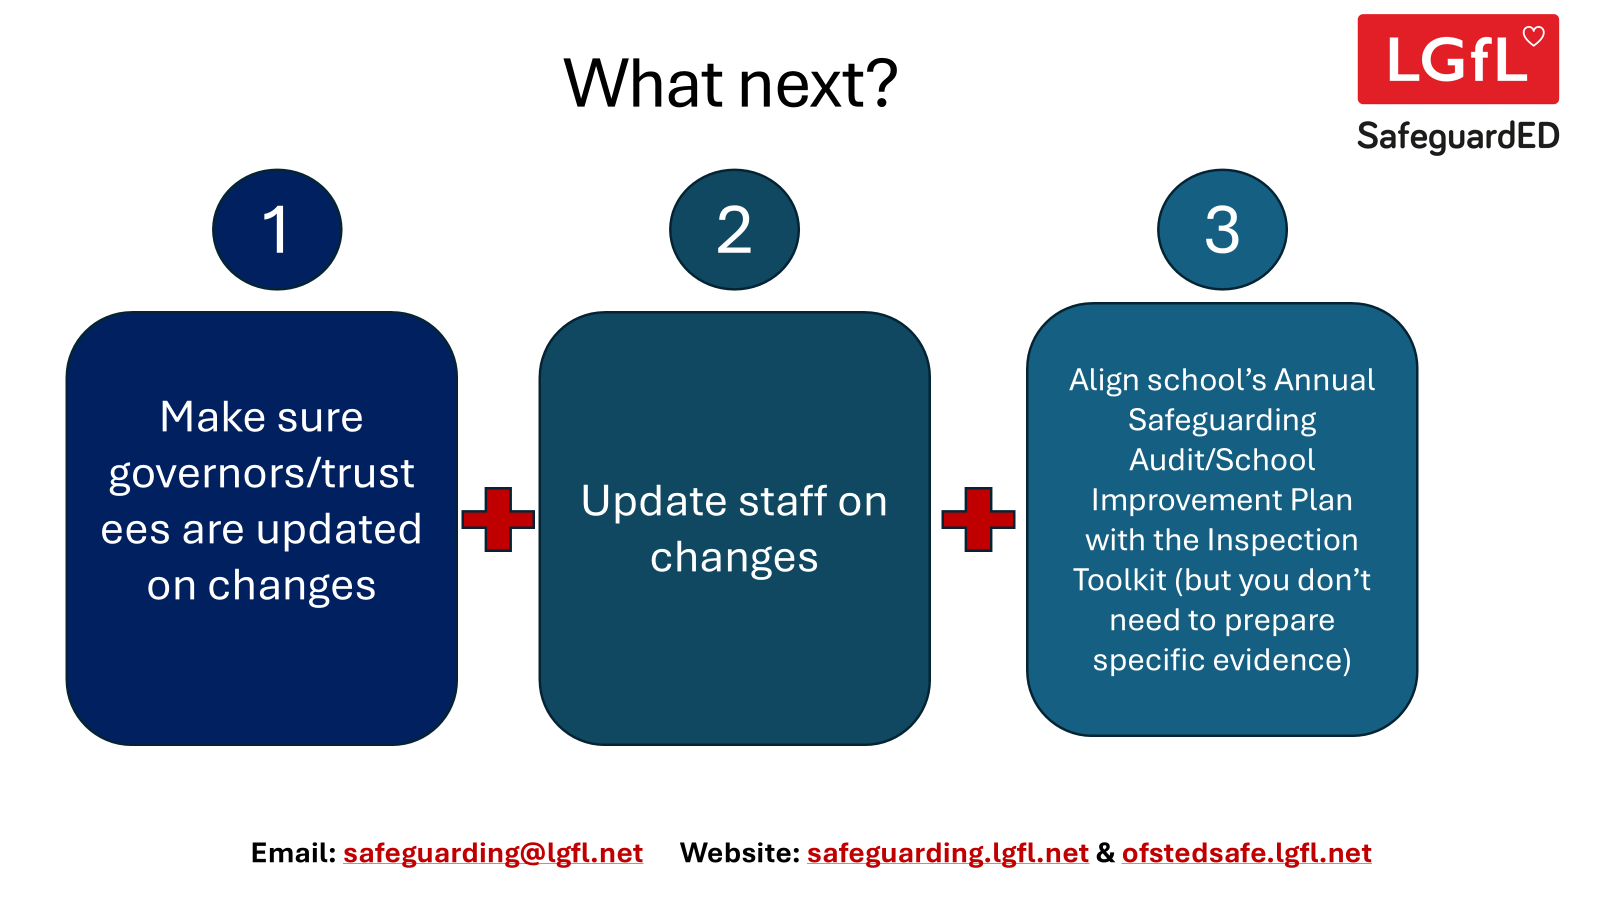 What next?
LGfL
SafeguardED
1
Make sure
governors/trust
ees are updated
on changes
2
Update staff on
changes
3
Align school’s Annual
Safeguarding
Audit/School
Improvement Plan
with the Inspection
Toolkit (but you don’t
need to prepare
specific evidence)
Email: safeguarding@lgfl.net Website: safeguarding.lgfl.net & ofstedsafe.lgfl.net